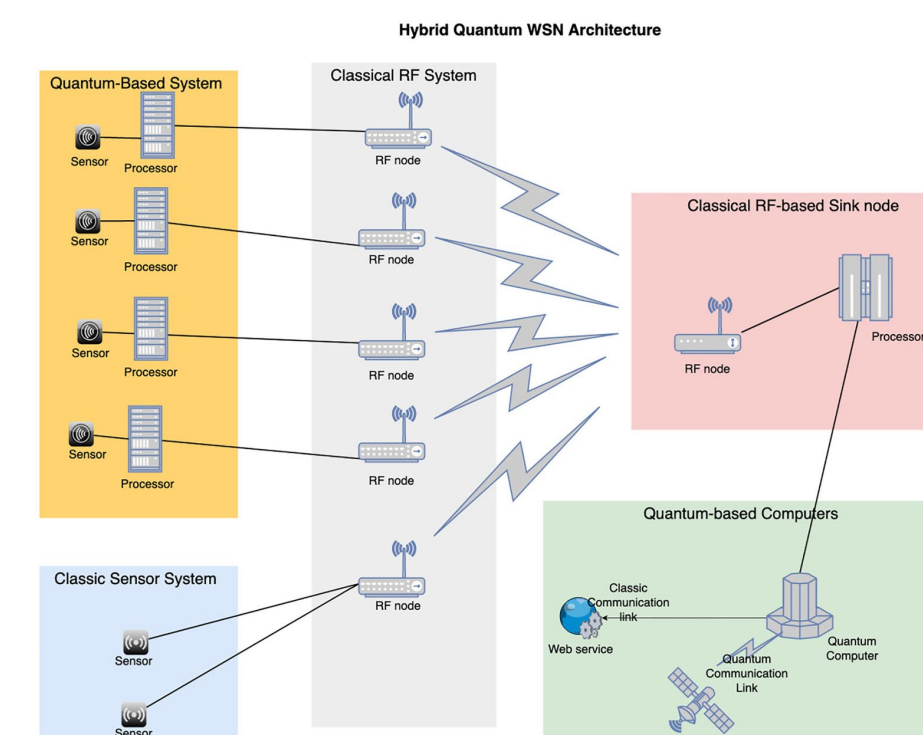 Hybrid Quantum WSN Architecture
Quantum-Based System
Sensor
Processor
Sensor
Processor
Sensor
Processor
Sensor
Processor
Classic Sensor System
Sensor
Sensor
Classical RF System
RF node
RF node
RF node
RF node
RF node
Classical RF-based Sink node
RF node
Processor
Quantum-based Computers
Classic
Communication
link
Web service
Quantum
Computer
Quantum
Communication
Link